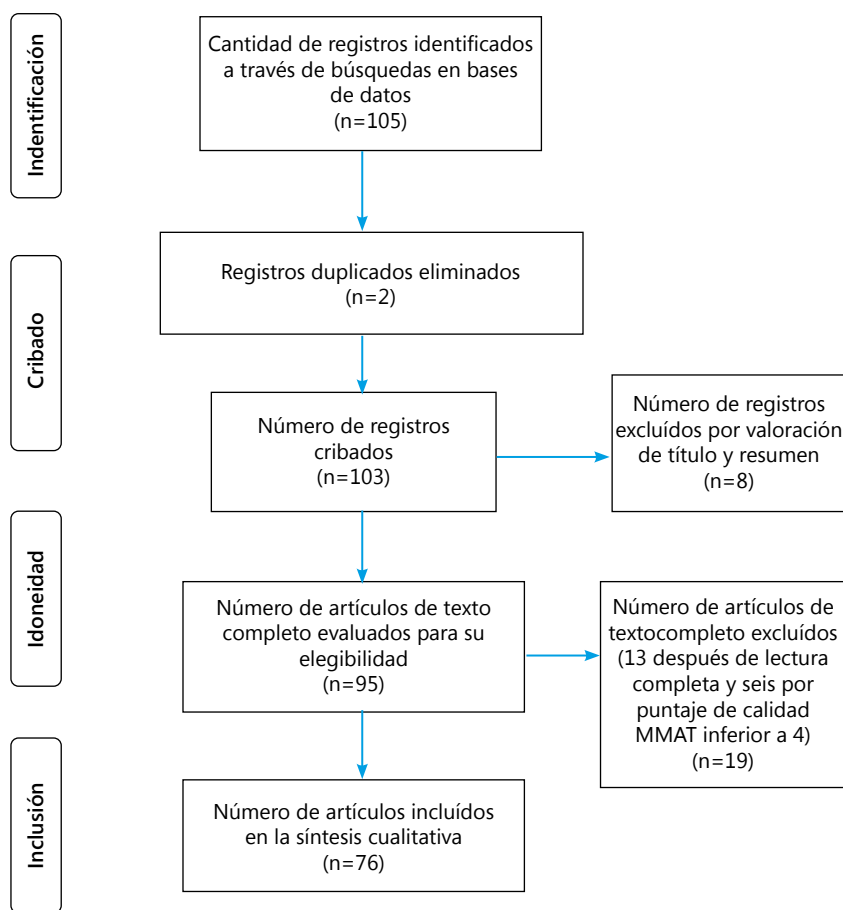 Indentificación
Cantidad de registros identificados
a través de búsquedas en bases
de datos
(n=105)
Cribado
Registros duplicados eliminados
(n=2)
Número de registros
cribados
(n=103)
Número de registros
excluídos por valoración
de título y resumen
(n=8)
Idoneidad
Número de artículos de texto
completo evaluados para su
elegibilidad
(n=95)
Número de artículos de
textocompleto excluídos
(13 después de lectura
completa y seis por
puntaje de calidad
MMAT inferior a 4)
(n=19)
Inclusión
Número de artículos incluídos
en la síntesis cualitativa
(n=76)